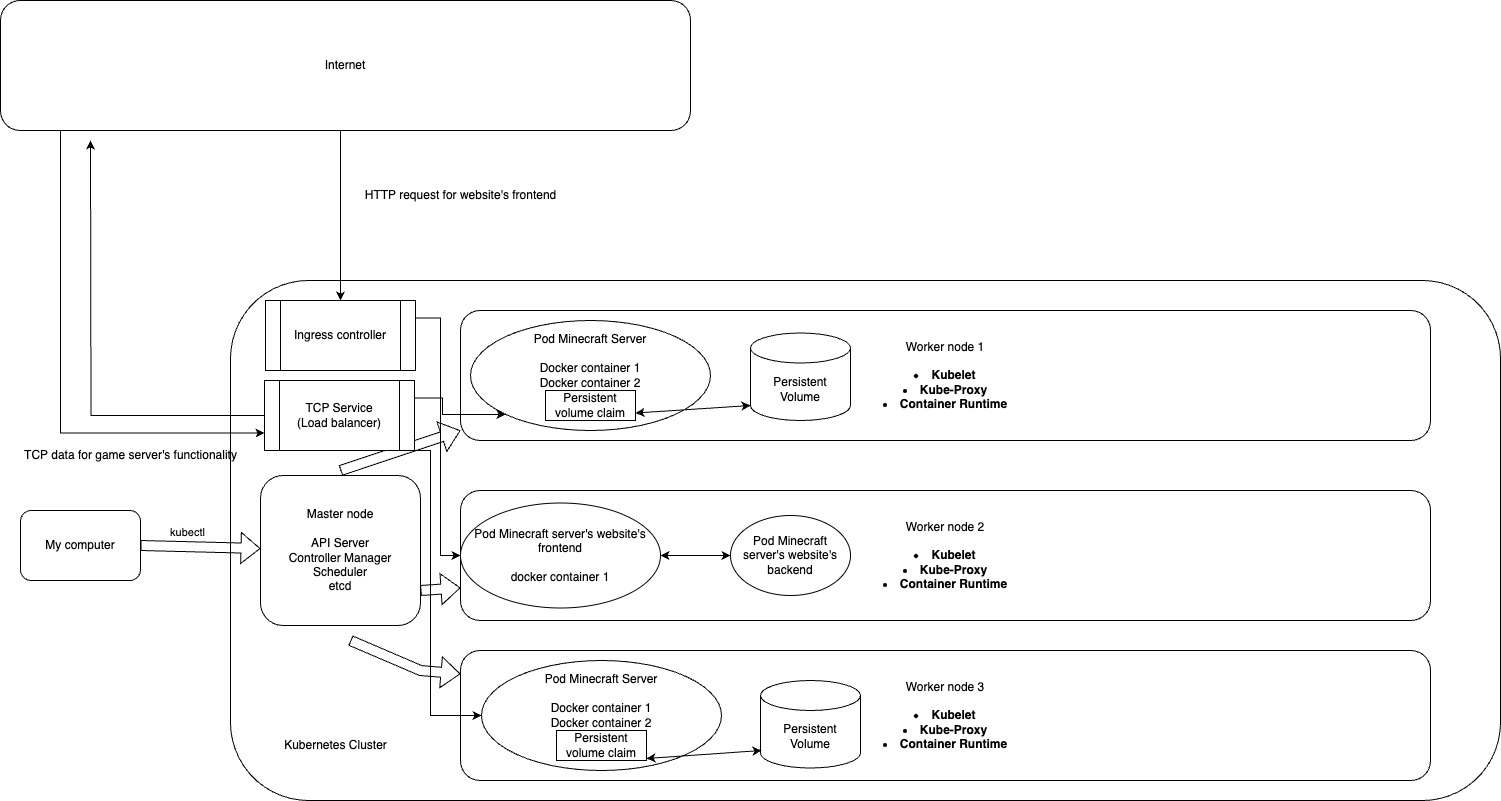 Internet
HTTP request for website's frontend
Ingress controller
TCP Service
(Load balancer)
TCP data for game server's functionality
My computer
kubectl
Master node
API Server
Controller Manager
Scheduler
etcd
Kubernetes Cluster
Pod Minecraft Server
Docker container 1
Docker container 2
Persistent
volume claim
Persistent
Volume
Worker node 1
• Kubelet
• Kube-Proxy
• Container Runtime
Pod Minecraft server's website's
frontend
docker container 1
Pod Minecraft
server's website's
backend
Worker node 2
• Kubelet
• Kube-Proxy
• Container Runtime
Pod Minecraft Server
Docker container 1
Docker container 2
Persistent
volume claim
Persistent
Volume
Worker node 3
• Kubelet
• Kube-Proxy
• Container Runtime